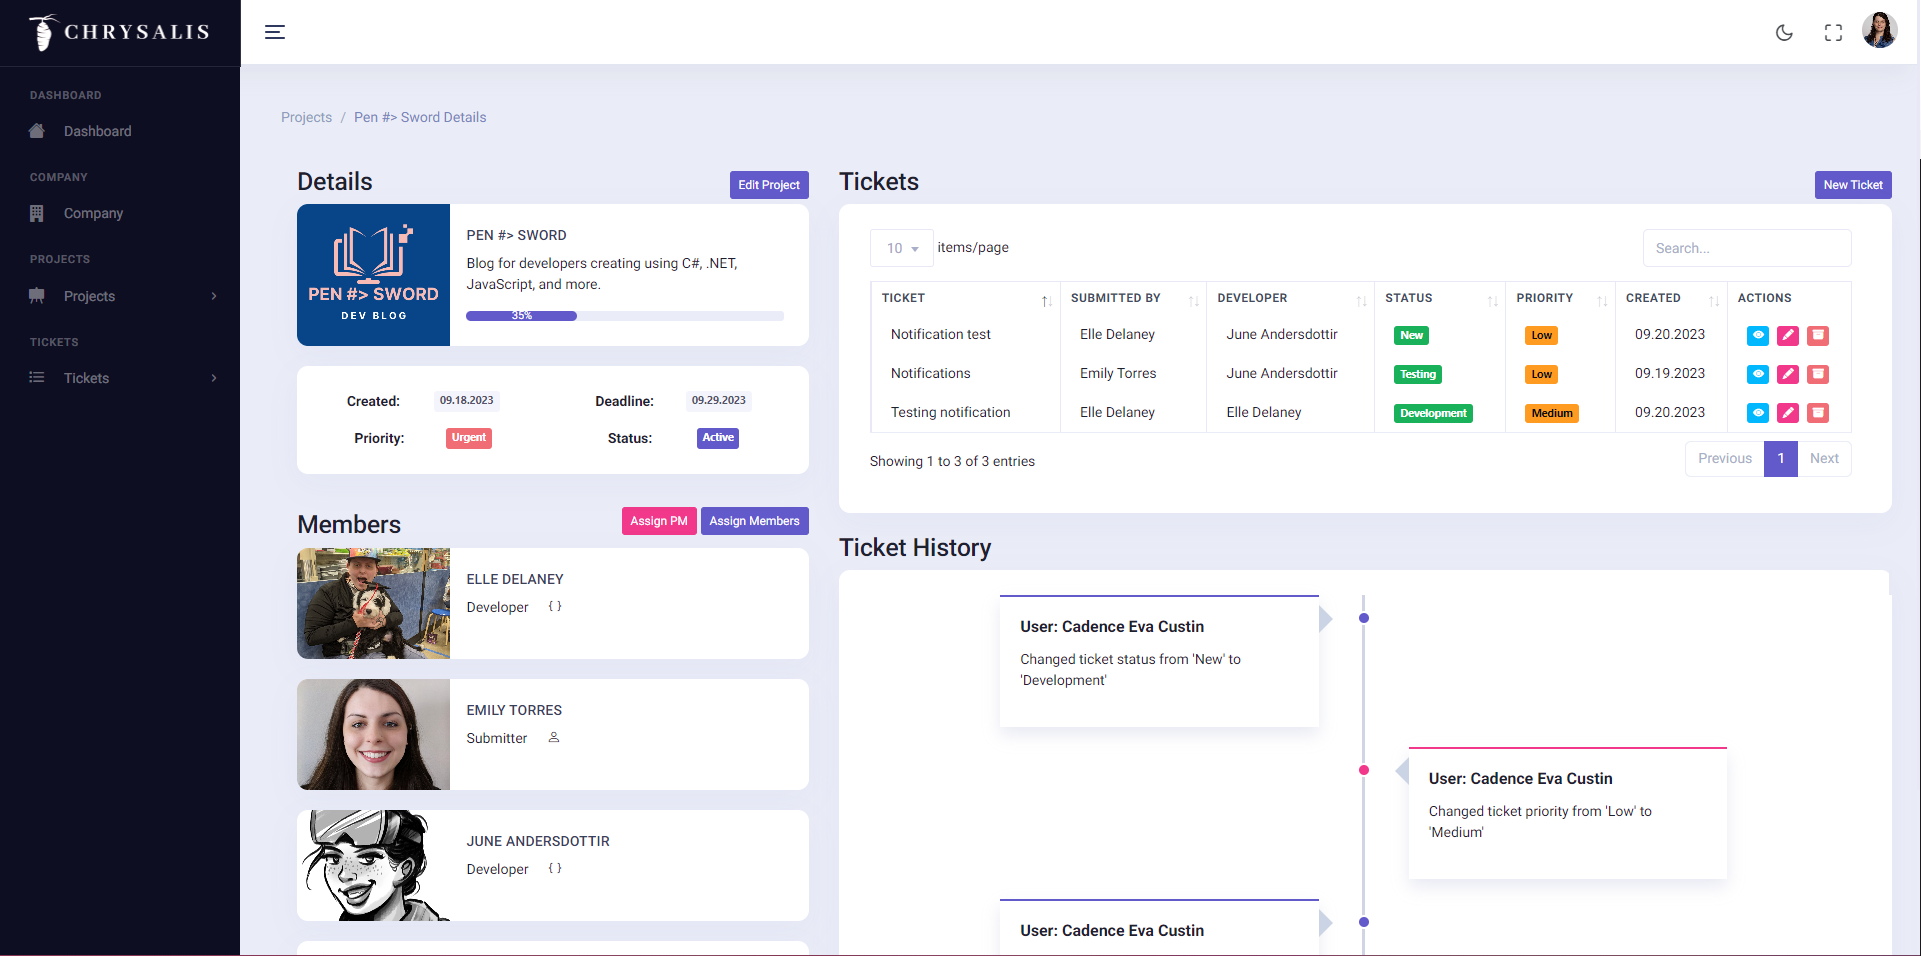 CHRYSALIS
DASHBOARD
Dashboard
COMPANY
Company
PROJECTS
Projects
TICKETS
Tickets
Projects / Pen #> Sword Details
Details
Edit Project
PEN #> SWORD
DEV BLOG
PEN #> SWORD
Blog for developers creating using C#, .NET,
JavaScript, and more.
35%
Created: 09.18.2023 Deadline: 09.29.2023
Priority: Urgent Status: Active
Members
Assign PM Assign Members
ELLE DELANEY
Developer { }
EMILY TORRES
Submitter
JUNE ANDERSDOTTIR
Developer { }
Tickets
New Ticket
10 items/page
Search...
TICKET SUBMITTED BY DEVELOPER STATUS PRIORITY CREATED ACTIONS
Notification test Elle Delaney June Andersdottir New Low 09.20.2023
Notifications Emily Torres June Andersdottir Testing Low 09.19.2023
Testing notification Elle Delaney Elle Delaney Development Medium 09.20.2023
Showing 1 to 3 of 3 entries
Previous 1 Next
Ticket History
User: Cadence Eva Custin
Changed ticket status from 'New' to
'Development'
User: Cadence Eva Custin
Changed ticket priority from 'Low' to
'Medium'
User: Cadence Eva Custin